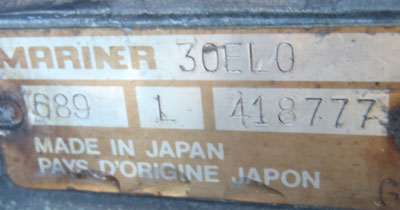 MARINER 30ELO
689 L 418777
MADE IN JAPAN
PAYS D'ORIGINE JAPON